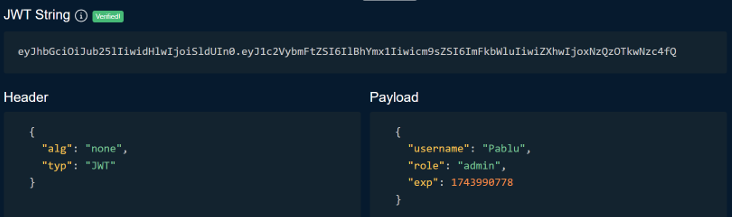 JWT String Verified!
eyJhbGciOiJub25lIiwidHlwIjoiSldUIn0.eyJ1c2VybmFtZSI6IlBhYmx1Iiwicm9sZSI6ImFkbWluIiwiZXhwIjoxNzQzOTkwNzc4fQ
Header
{
"alg": "none",
"typ": "JWT"
}
Payload
{
"username": "Pablu",
"role": "admin",
"exp": 1743990778
}